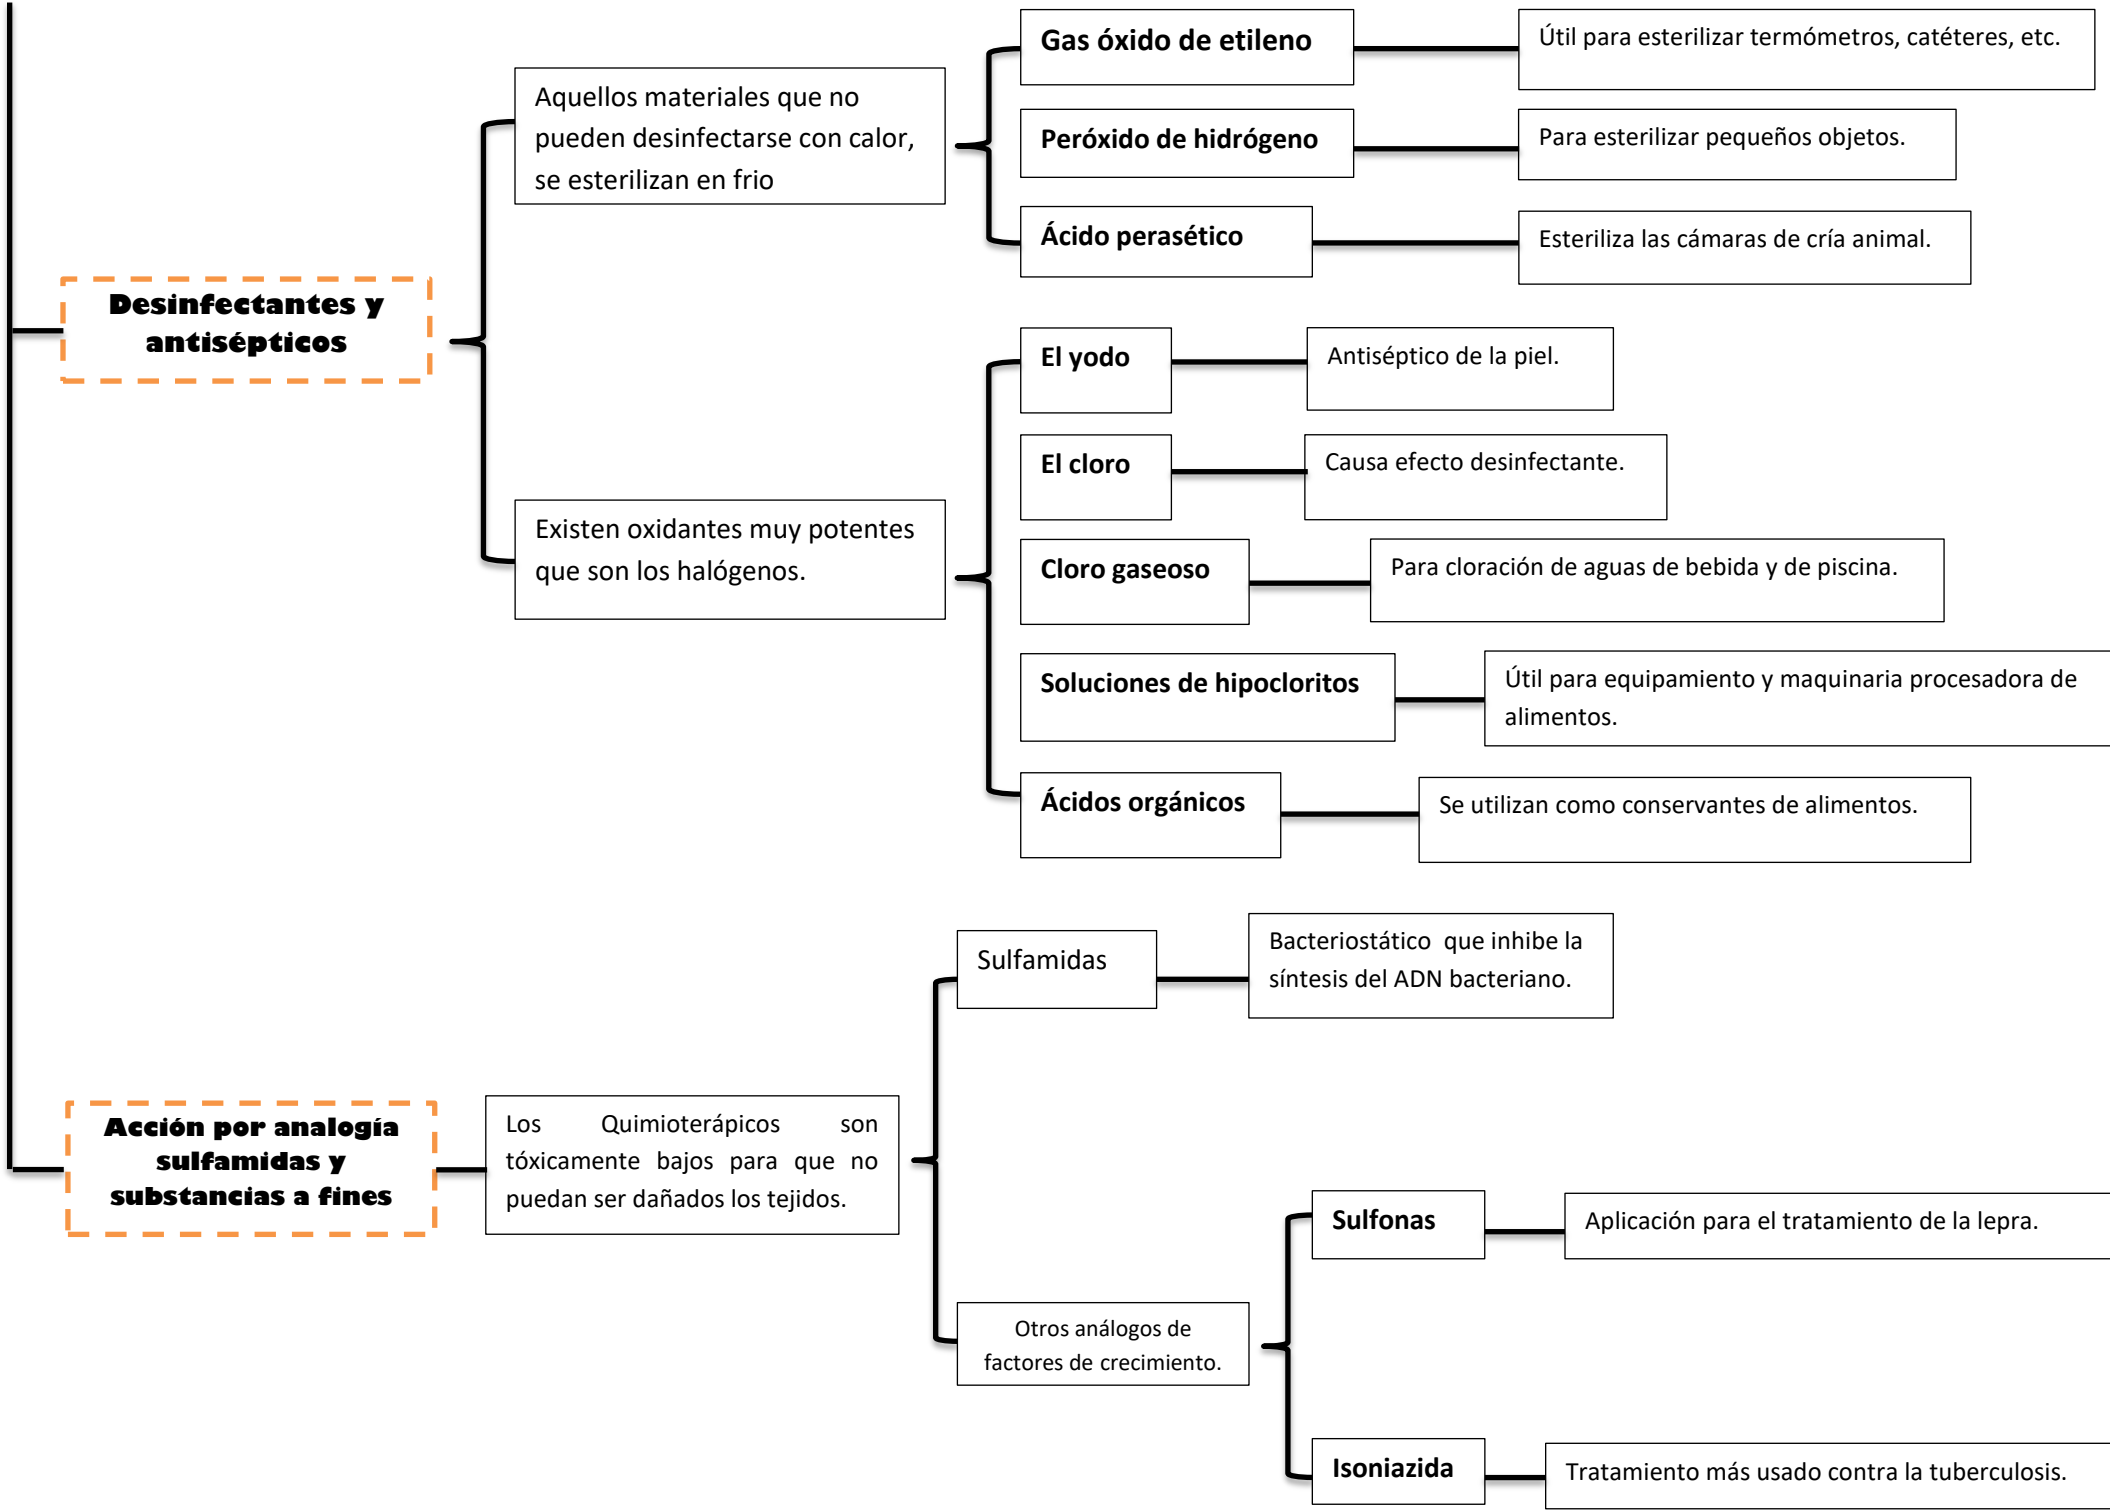 Desinfectantes y
antisépticos
Aquellos materiales que no
pueden desinfectarse con calor,
se esterilizan en frio
Gas óxido de etileno
Útil para esterilizar termómetros, catéteres, etc.
Peróxido de hidrógeno
Para esterilizar pequeños objetos.
Ácido perasético
Esteriliza las cámaras de cría animal.
Existen oxidantes muy potentes
que son los halógenos.
El yodo
Antiséptico de la piel.
El cloro
Causa efecto desinfectante.
Cloro gaseoso
Para cloración de aguas de bebida y de piscina.
Soluciones de hipocloritos
Útil para equipamiento y maquinaria procesadora de
alimentos.
Ácidos orgánicos
Se utilizan como conservantes de alimentos.
Acción por analogía
sulfamidas y
substancias a fines
Los Quimioterápicos son
tóxicamente bajos para que no
puedan ser dañados los tejidos.
Sulfamidas
Bacteriostático que inhibe la
síntesis del ADN bacteriano.
Otros análogos de
factores de crecimiento.
Sulfonas
Aplicación para el tratamiento de la lepra.
Isoniazida
Tratamiento más usado contra la tuberculosis.